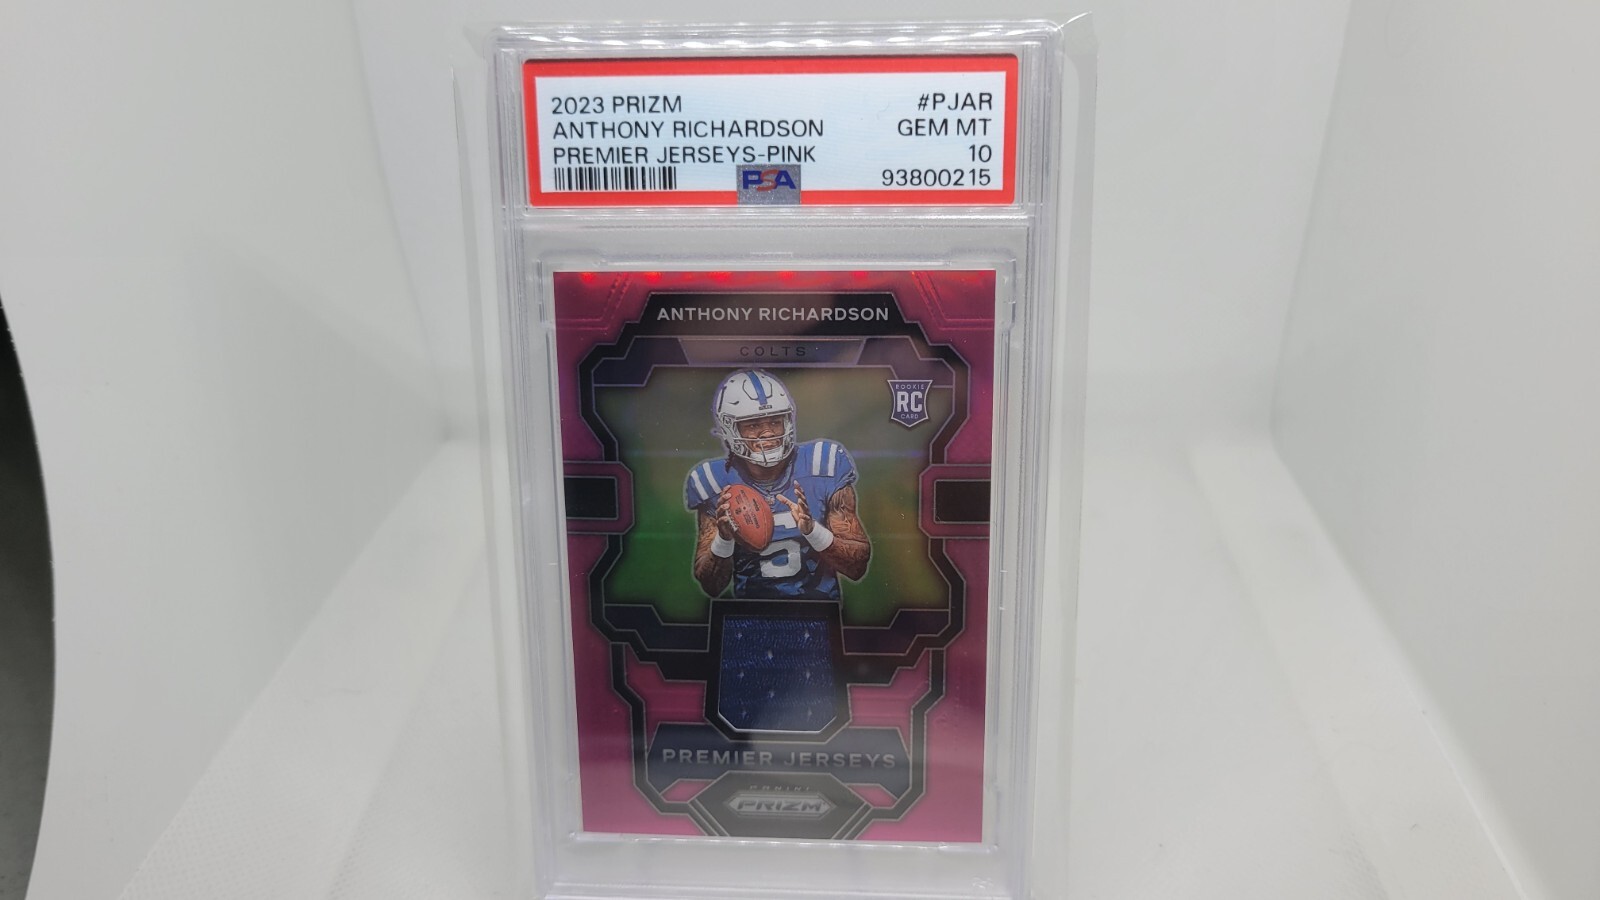 2023 PRIZM #PJAR
ANTHONY RICHARDSON GEM MT
PREMIER JERSEYS-PINK 10
PSA 93800215
ANTHONY RICHARDSON
COLTS
ROOKIE
RC
CARD
5
PREMIER JERSEYS
PANINI
PRIZM